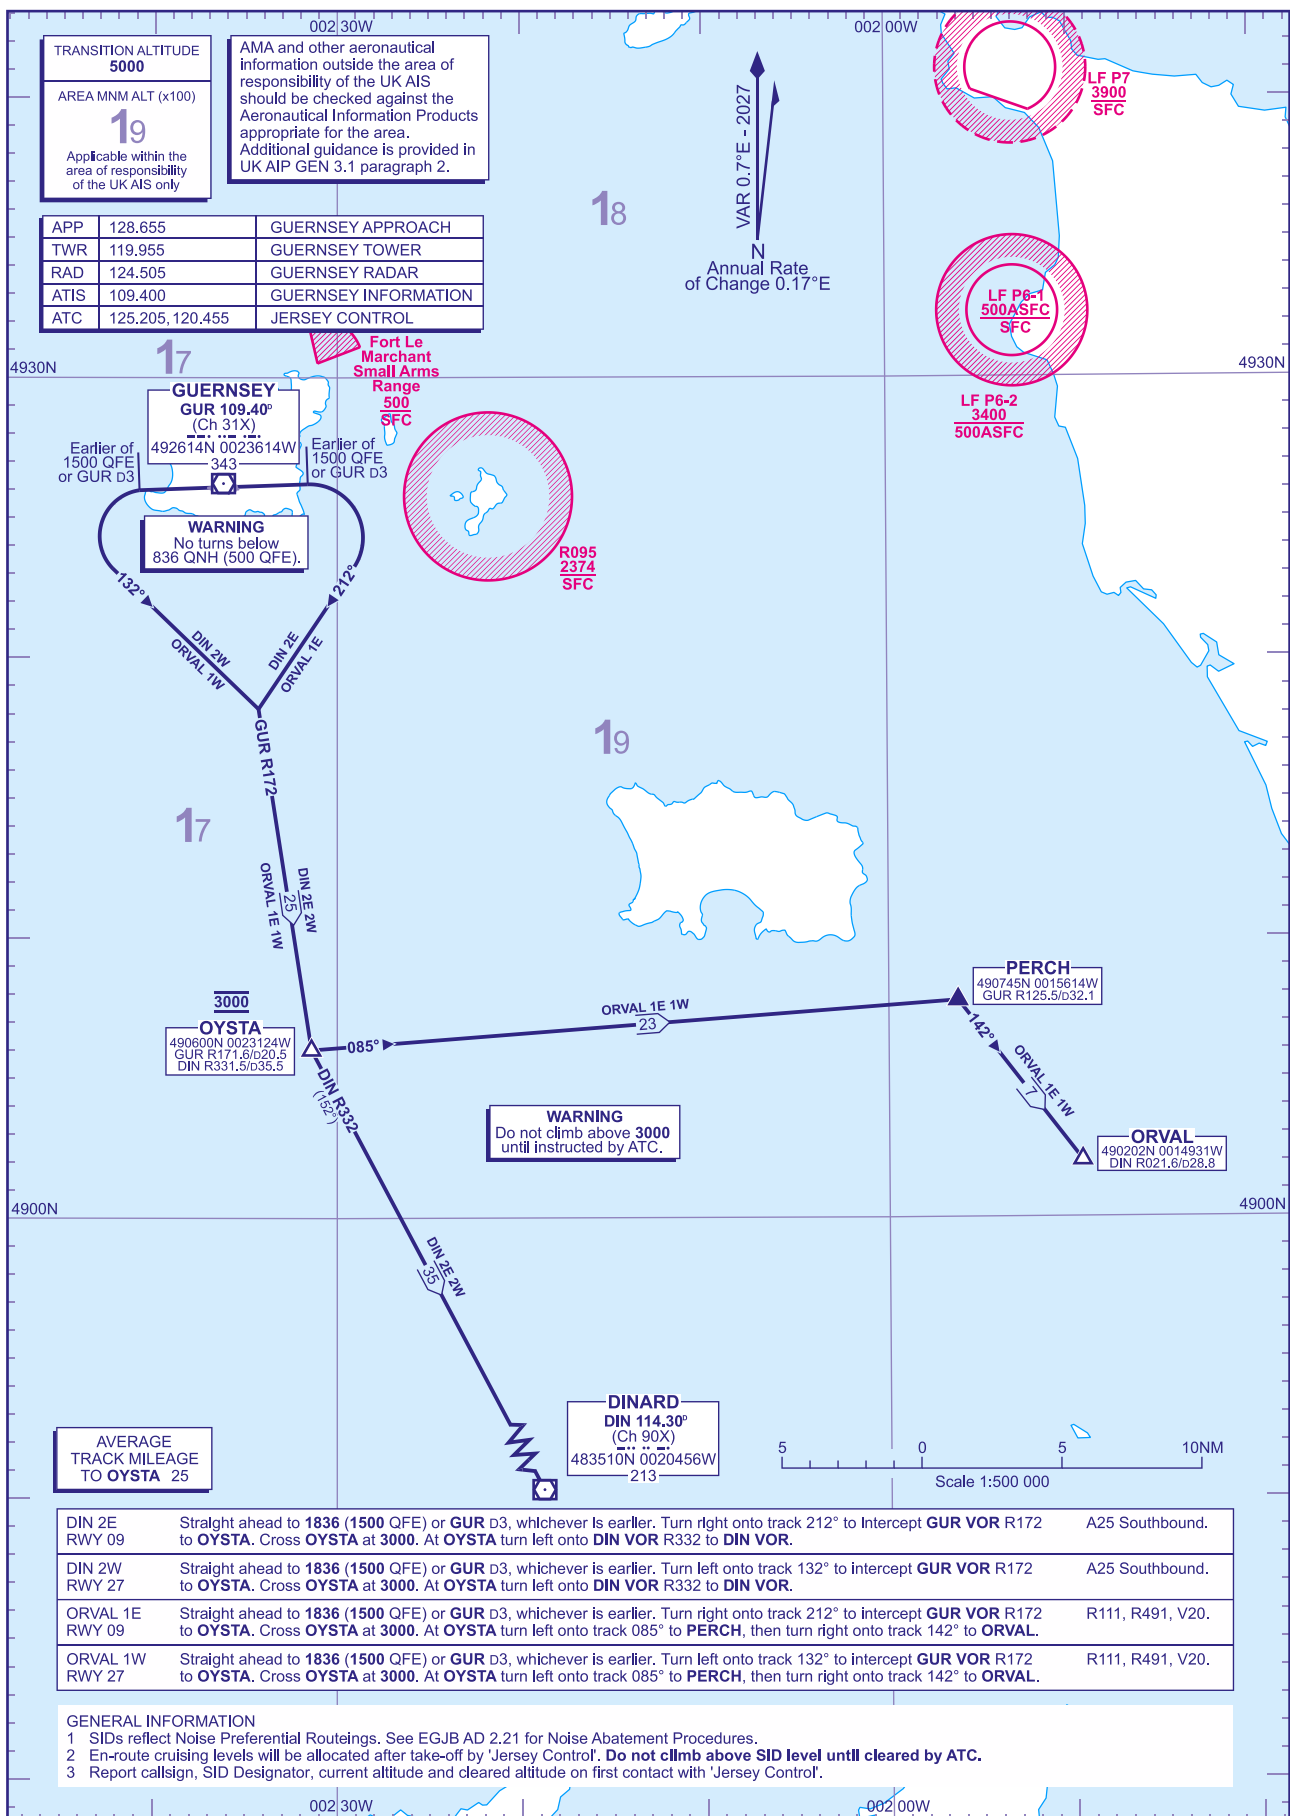 002 30W
002 00W
TRANSITION ALTITUDE
5000
AREA MNM ALT (x100)
19
Applicable within the
area of responsibility
of the UK AIS only
AMA and other aeronautical
information outside the area of
responsibility of the UK AIS
should be checked against the
Aeronautical Information Products
appropriate for the area.
Additional guidance is provided in
UK AIP GEN 3.1 paragraph 2.
18
VAR 0.7°E - 2027
N
Annual Rate
of Change 0.17°E
LF P7
3900
SFC
APP 128.655 GUERNSEY APPROACH
TWR 119.955 GUERNSEY TOWER
RAD 124.505 GUERNSEY RADAR
ATIS 109.400 GUERNSEY INFORMATION
ATC 125.205, 120.455 JERSEY CONTROL
LF P6-1
500ASFC
SFC
LF P6-2
3400
500ASFC
17
Fort Le
Marchant
Small Arms
Range
500
SFC
4930N
4930N
GUERNSEY
GUR 109.40ᴰ
(Ch 31X)
492614N 0023614W
343
Earlier of
1500 QFE
or GUR D3
Earlier of
1500 QFE
or GUR D3
WARNING
No turns below
836 QNH (500 QFE).
R095
2374
SFC
132°
212°
DIN 2W
ORVAL 1W
DIN 2E
ORVAL 1E
GUR R172
19
17
ORVAL 1E 1W
25
DIN 2E 2W
3000
OYSTA
490600N 0023124W
GUR R171.6/D20.5
DIN R331.5/D35.5
085°
ORVAL 1E 1W
23
PERCH
490745N 0015614W
GUR R125.5/D32.1
142°
ORVAL 1E 1W
7
ORVAL
490202N 0014931W
DIN R021.6/D28.8
DIN R332
(152°)
WARNING
Do not climb above 3000
until instructed by ATC.
4900N
4900N
DIN 2E 2W
35
DINARD
DIN 114.30ᴰ
(Ch 90X)
483510N 0020456W
213
AVERAGE
TRACK MILEAGE
TO OYSTA 25
5 0 5 10NM
Scale 1:500 000
DIN 2E Straight ahead to 1836 (1500 QFE) or GUR D3, whichever is earlier. Turn right onto track 212° to intercept GUR VOR R172 A25 Southbound.
RWY 09 to OYSTA. Cross OYSTA at 3000. At OYSTA turn left onto DIN VOR R332 to DIN VOR.
DIN 2W Straight ahead to 1836 (1500 QFE) or GUR D3, whichever is earlier. Turn left onto track 132° to intercept GUR VOR R172 A25 Southbound.
RWY 27 to OYSTA. Cross OYSTA at 3000. At OYSTA turn left onto DIN VOR R332 to DIN VOR.
ORVAL 1E Straight ahead to 1836 (1500 QFE) or GUR D3, whichever is earlier. Turn right onto track 212° to intercept GUR VOR R172 R111, R491, V20.
RWY 09 to OYSTA. Cross OYSTA at 3000. At OYSTA turn left onto track 085° to PERCH, then turn right onto track 142° to ORVAL.
ORVAL 1W Straight ahead to 1836 (1500 QFE) or GUR D3, whichever is earlier. Turn left onto track 132° to intercept GUR VOR R172 R111, R491, V20.
RWY 27 to OYSTA. Cross OYSTA at 3000. At OYSTA turn left onto track 085° to PERCH, then turn right onto track 142° to ORVAL.
GENERAL INFORMATION
1 SIDs reflect Noise Preferential Routeings. See EGJB AD 2.21 for Noise Abatement Procedures.
2 En-route cruising levels will be allocated after take-off by 'Jersey Control'. Do not climb above SID level until cleared by ATC.
3 Report callsign, SID Designator, current altitude and cleared altitude on first contact with 'Jersey Control'.
002 30W
002 00W